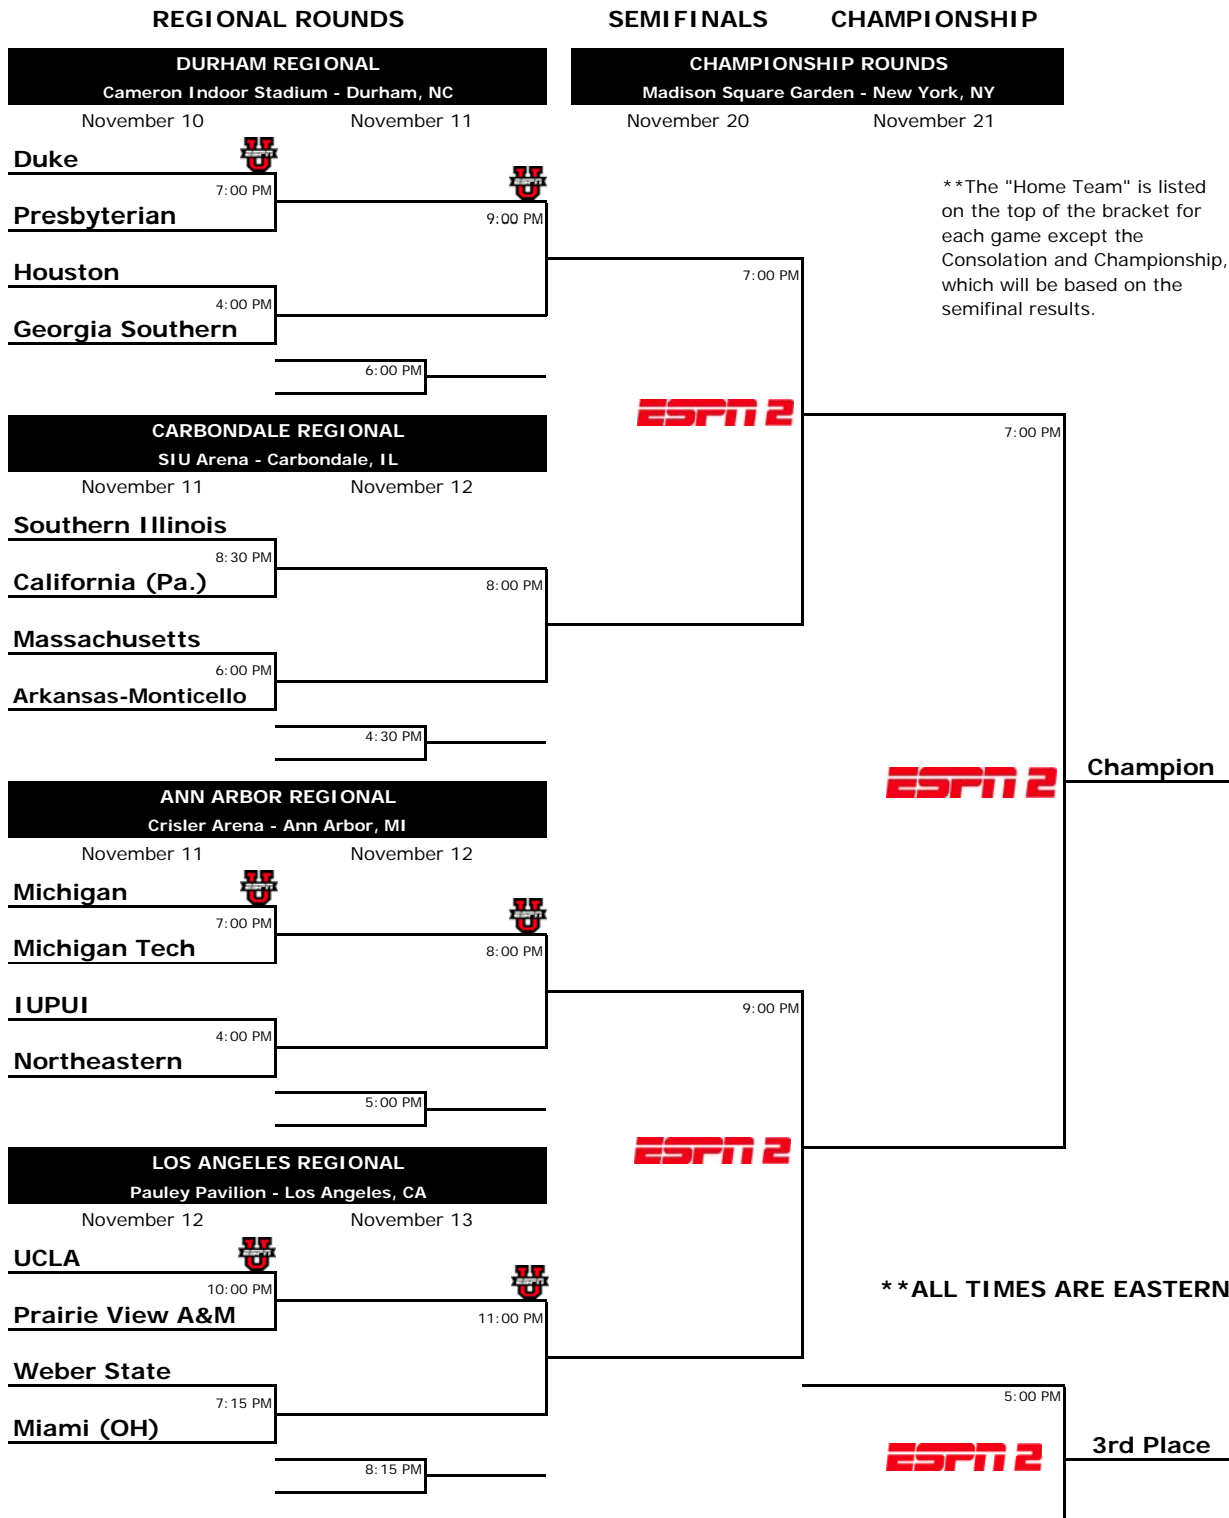 REGIONAL ROUNDS SEMIFINALS CHAMPIONSHIP
DURHAM REGIONAL
Cameron Indoor Stadium - Durham, NC
CHAMPIONSHIP ROUNDS
Madison Square Garden - New York, NY
November 10 November 11 November 20 November 21
Duke
U ESPN
7:00 PM
Presbyterian
U ESPN
9:00 PM
Houston
4:00 PM
Georgia Southern
6:00 PM
7:00 PM
ESPN 2
**The "Home Team" is listed
on the top of the bracket for
each game except the
Consolation and Championship,
which will be based on the
semifinal results.
CARBONDALE REGIONAL
SIU Arena - Carbondale, IL
November 11 November 12
Southern Illinois
8:30 PM
California (Pa.)
8:00 PM
Massachusetts
6:00 PM
Arkansas-Monticello
4:30 PM
7:00 PM
ESPN 2
Champion
ANN ARBOR REGIONAL
Crisler Arena - Ann Arbor, MI
November 11 November 12
Michigan
U ESPN
7:00 PM
Michigan Tech
U ESPN
8:00 PM
IUPUI
4:00 PM
Northeastern
5:00 PM
9:00 PM
ESPN 2
LOS ANGELES REGIONAL
Pauley Pavilion - Los Angeles, CA
November 12 November 13
UCLA
U ESPN
10:00 PM
Prairie View A&M
U ESPN
11:00 PM
Weber State
7:15 PM
Miami (OH)
8:15 PM
**ALL TIMES ARE EASTERN
5:00 PM
ESPN 2
3rd Place